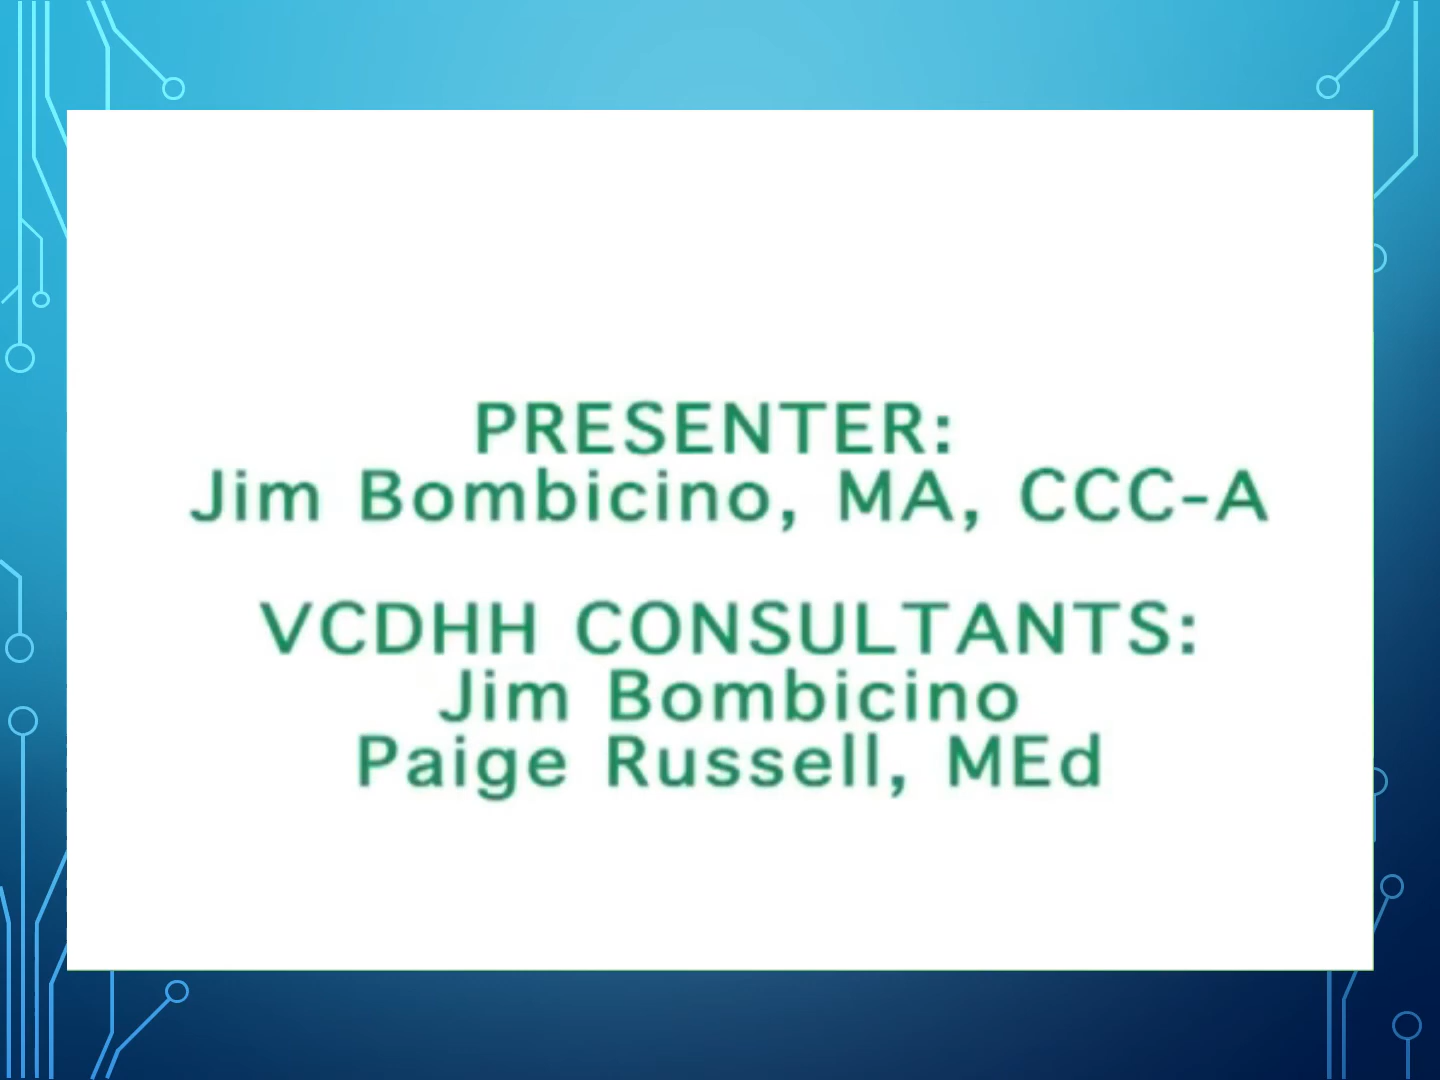 PRESENTER:
Jim Bombicino, MA, CCC-A
VCDHH CONSULTANTS:
Jim Bombicino
Paige Russell, MEd